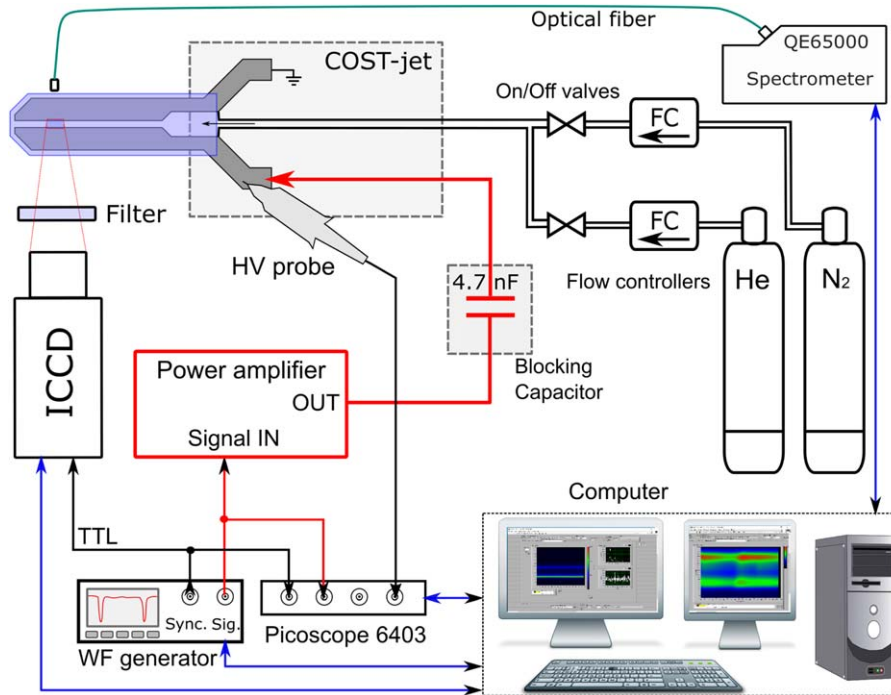 Optical fiber
QE65000
Spectrometer
COST-jet
On/Off valves
FC
FC
Filter
HV probe
4.7 nF
Flow controllers
He
N₂
ICCD
Power amplifier
OUT
Signal IN
Blocking
Capacitor
Computer
TTL
Sync. Sig.
Picoscope 6403
WF generator